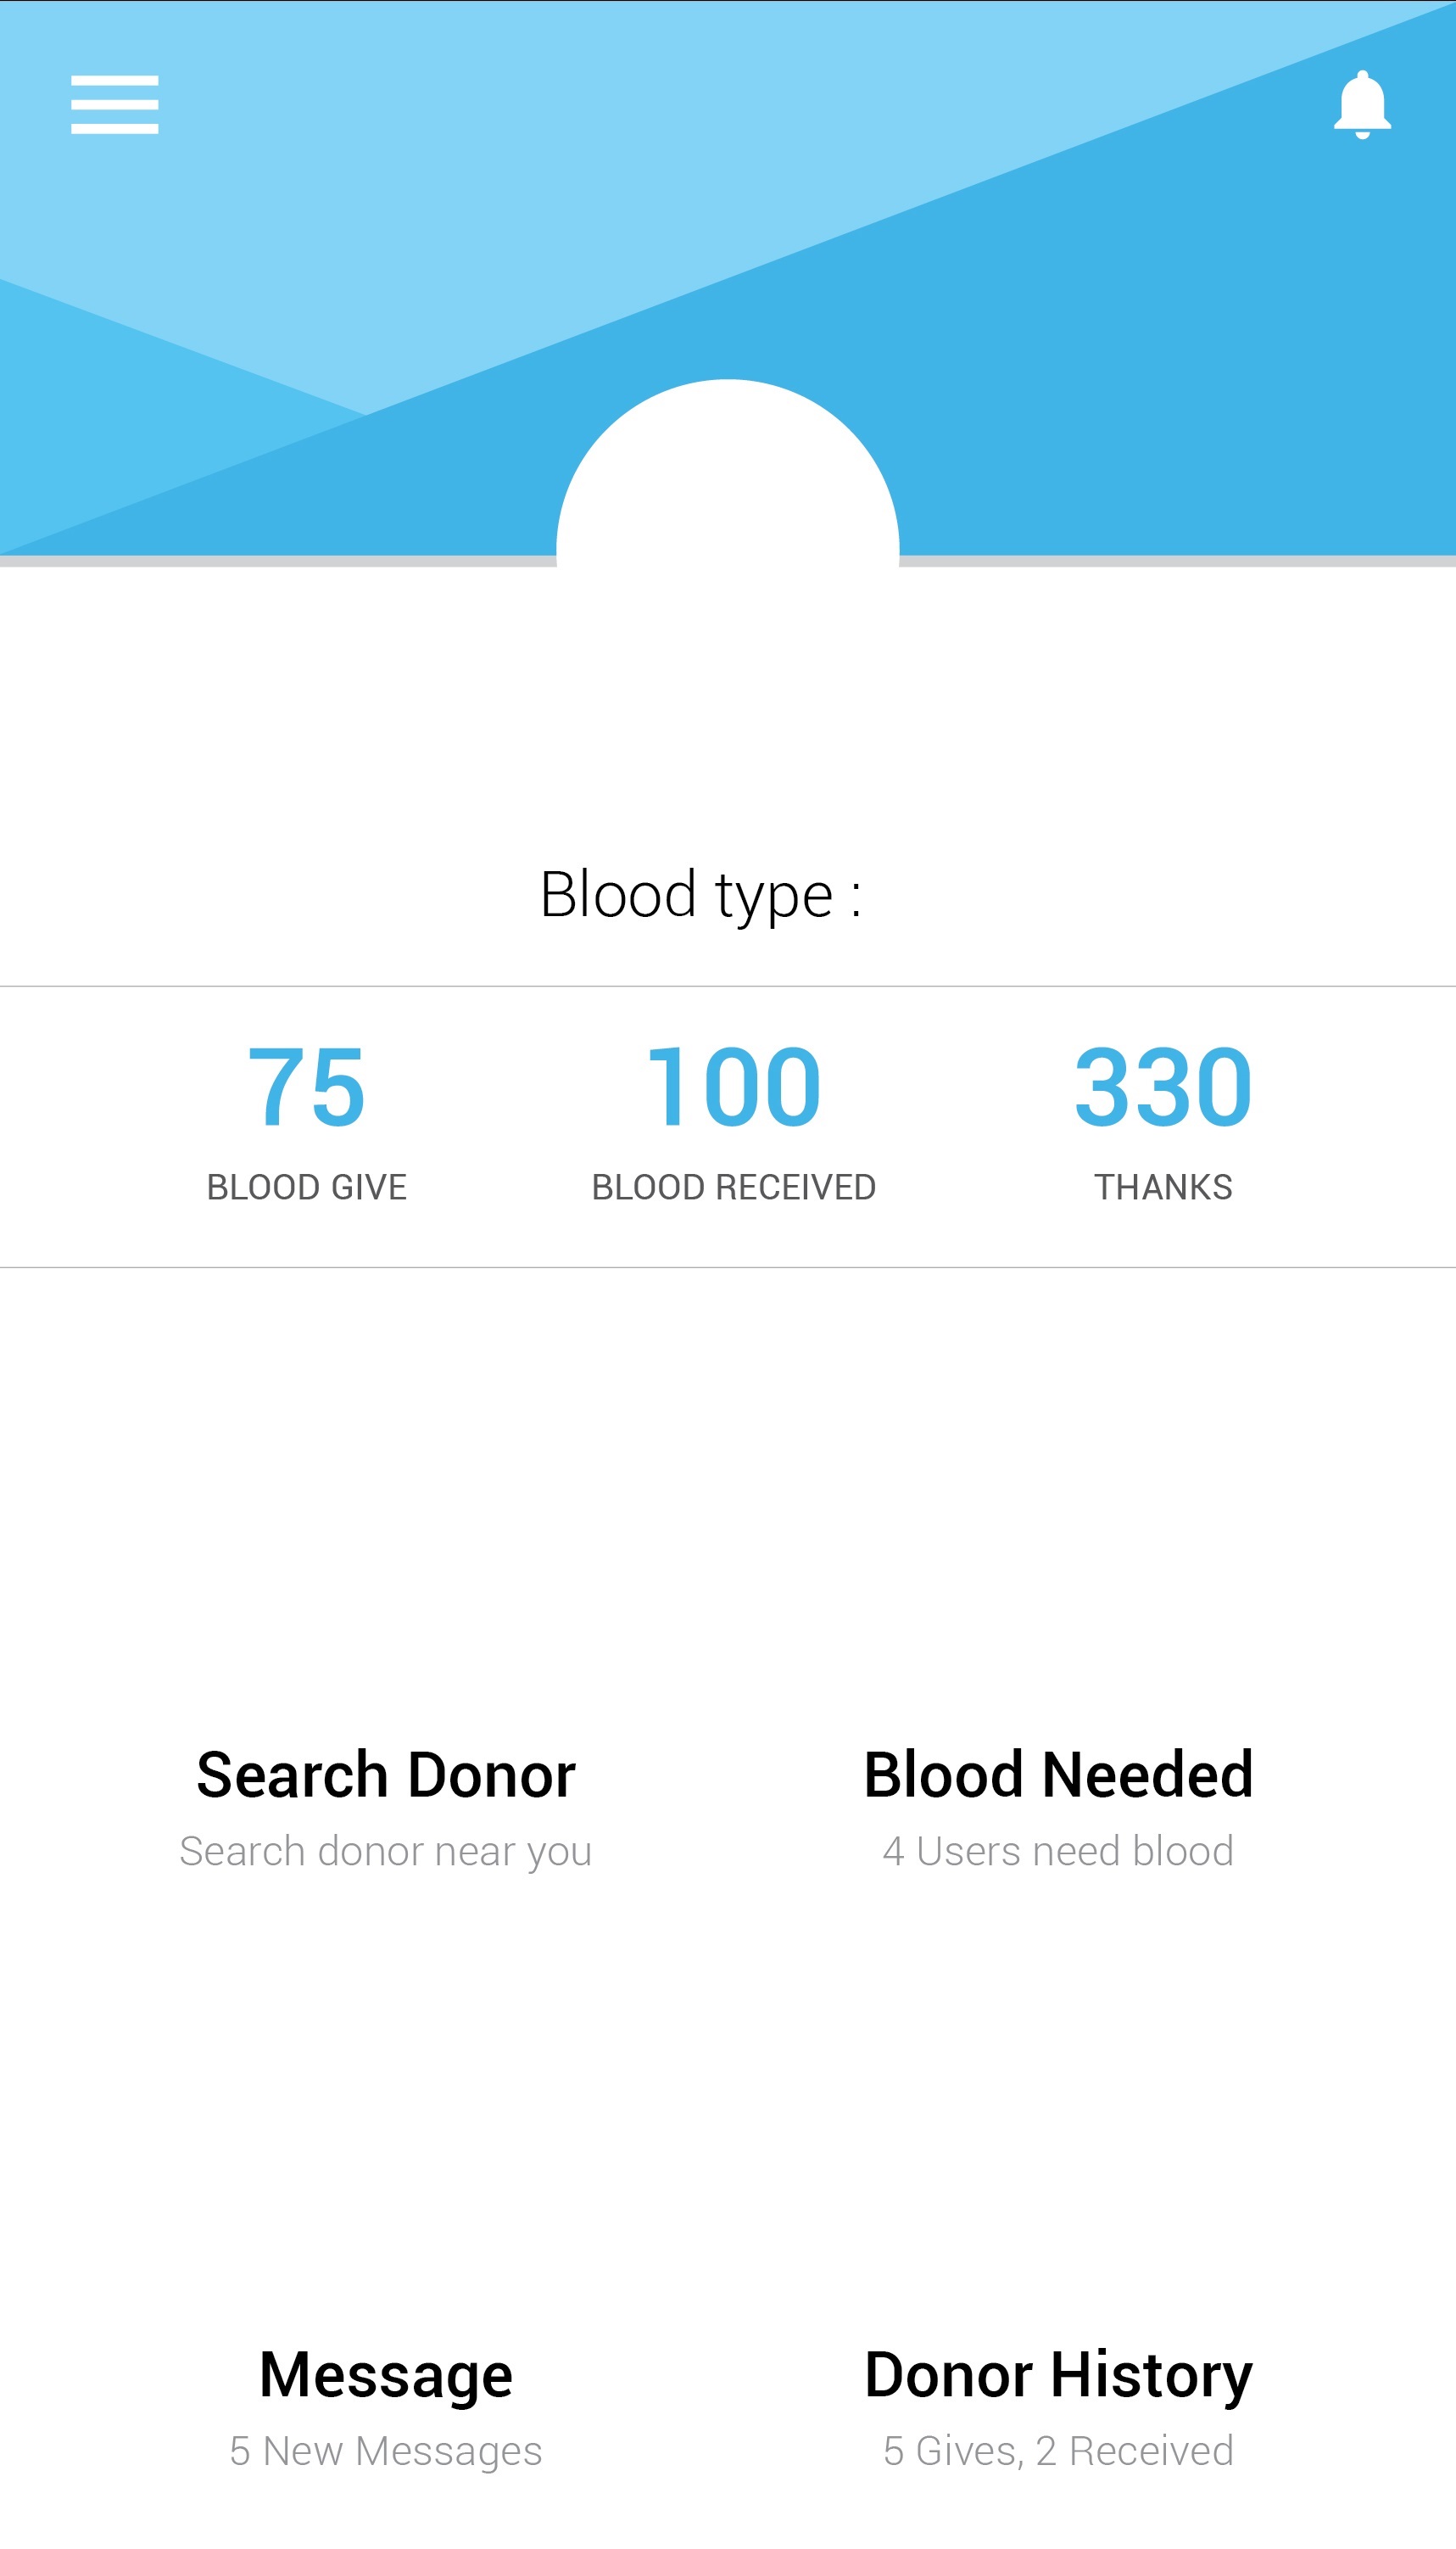 Blood type :
75 100 330
BLOOD GIVE BLOOD RECEIVED THANKS
Search Donor Blood Needed
Search donor near you 4 Users need blood
Message Donor History
5 New Messages 5 Gives, 2 Received